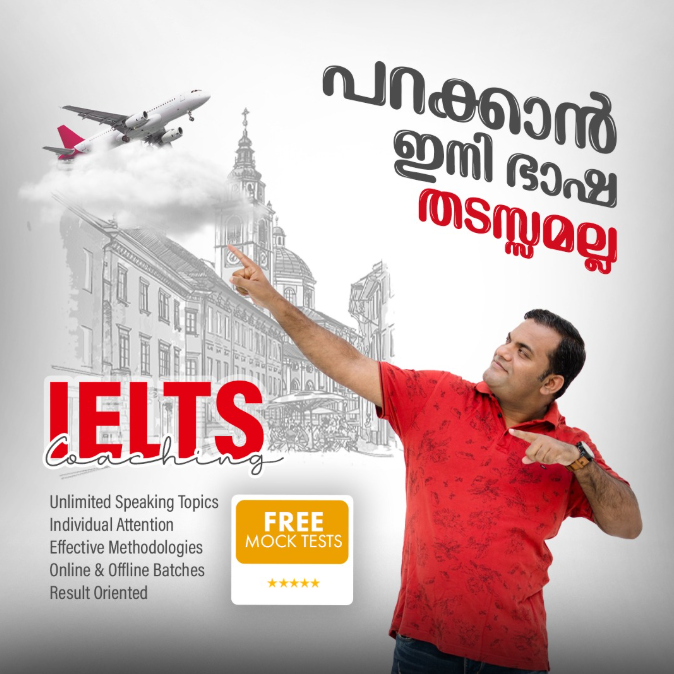 പറക്കാൻ
ഇനി ഭാഷ
തടസ്സമല്ല
IELTS
Coaching
Unlimited Speaking Topics
Individual Attention
Effective Methodologies
Online & Offline Batches
Result Oriented
FREE
MOCK TESTS